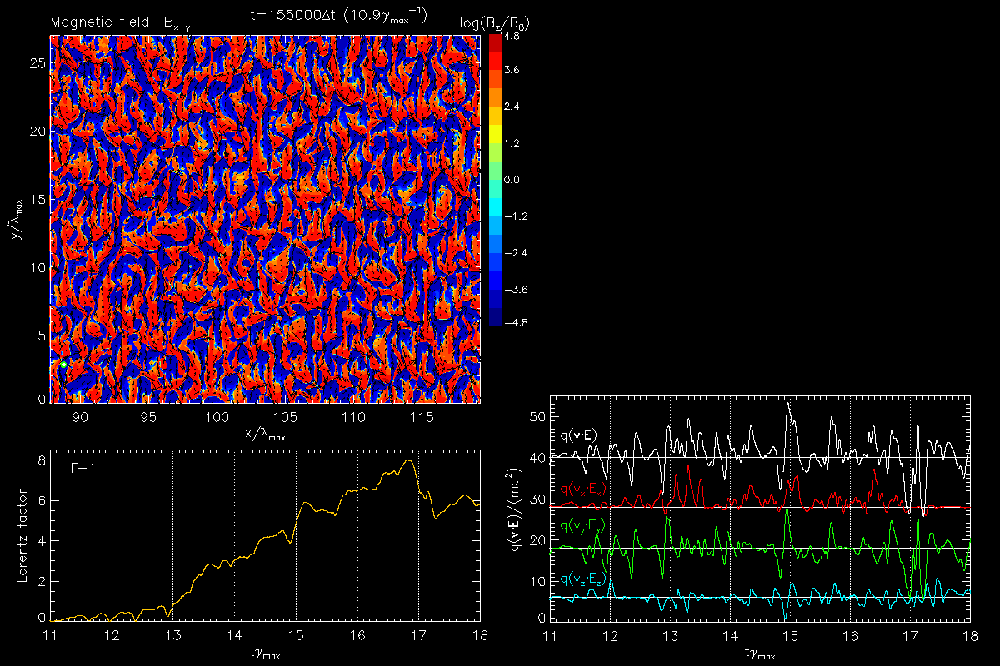 Magnetic field B_x-y
t=155000Δt (10.9γ_max^-1)
log(B_z/B_0)
4.8
3.6
2.4
1.2
0.0
-1.2
-2.4
-3.6
-4.8
y/λ_max
25
20
15
10
5
0
90 95 100 105 110 115
x/λ_max
Γ-1
Lorentz factor
8
6
4
2
0
11 12 13 14 15 16 17 18
tγ_max
q(v·E)
q(v_x·E_x)
q(v_y·E_y)
q(v_z·E_z)
q(v·E)/(mc^2)
50
40
30
20
10
0
11 12 13 14 15 16 17 18
tγ_max